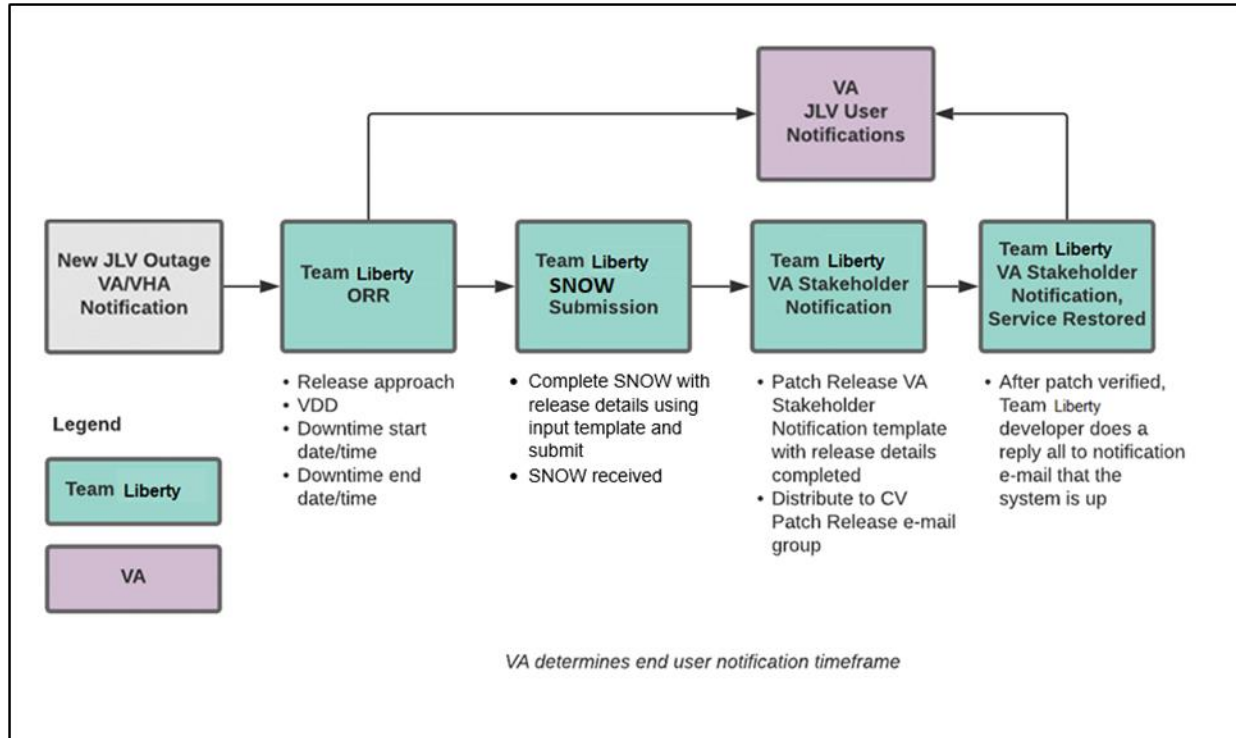 VA
JLV User
Notifications
New JLV Outage
VA/VHA
Notification
Team Liberty
ORR
Team Liberty
SNOW
Submission
Team Liberty
VA Stakeholder
Notification
Team Liberty
VA Stakeholder
Notification,
Service Restored
• Release approach
• VDD
• Downtime start
date/time
• Downtime end
date/time
• Complete SNOW with
release details using
input template and
submit
• SNOW received
• Patch Release VA
Stakeholder
Notification template
with release details
completed
• Distribute to CV
Patch Release e-mail
group
• After patch verified,
Team Liberty
developer does a
reply all to notification
e-mail that the
system is up
Legend
Team Liberty
VA
VA determines end user notification timeframe